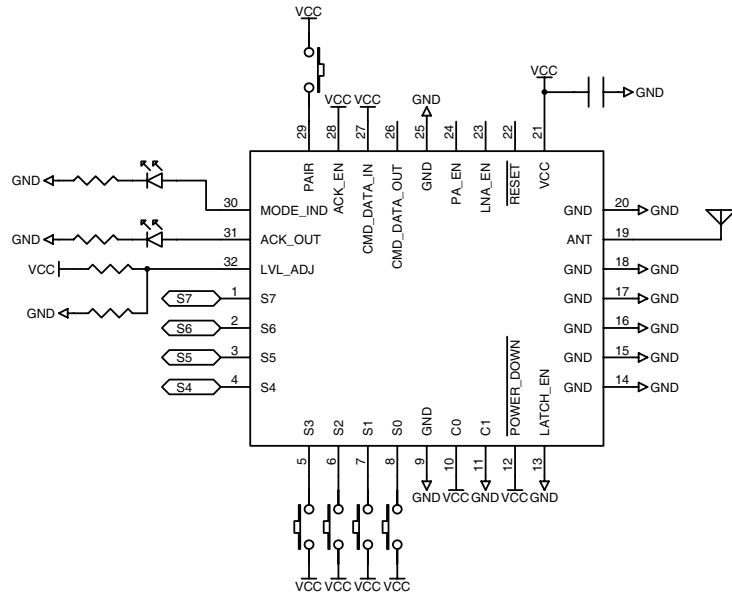 VCC
VCC VCC GND VCC GND
29 28 27 26 25 24 23 22 21
PAIR ACK_EN CMD_DATA_IN CMD_DATA_OUT GND PA_EN LNA_EN RESET VCC
GND 30 MODE_IND GND 20 GND
GND 31 ACK_OUT ANT 19
VCC 32 LVL_ADJ GND 18 GND
S7 1 S7 GND 17 GND
GND
S6 2 S6 GND 16 GND
S5 3 S5 GND 15 GND
S4 4 S4 GND 14 GND
S3 S2 S1 S0 GND C0 C1 POWER_DOWN LATCH_EN
5 6 7 8 9 10 11 12 13
GND VCC GND VCC GND
VCC VCC VCC VCC